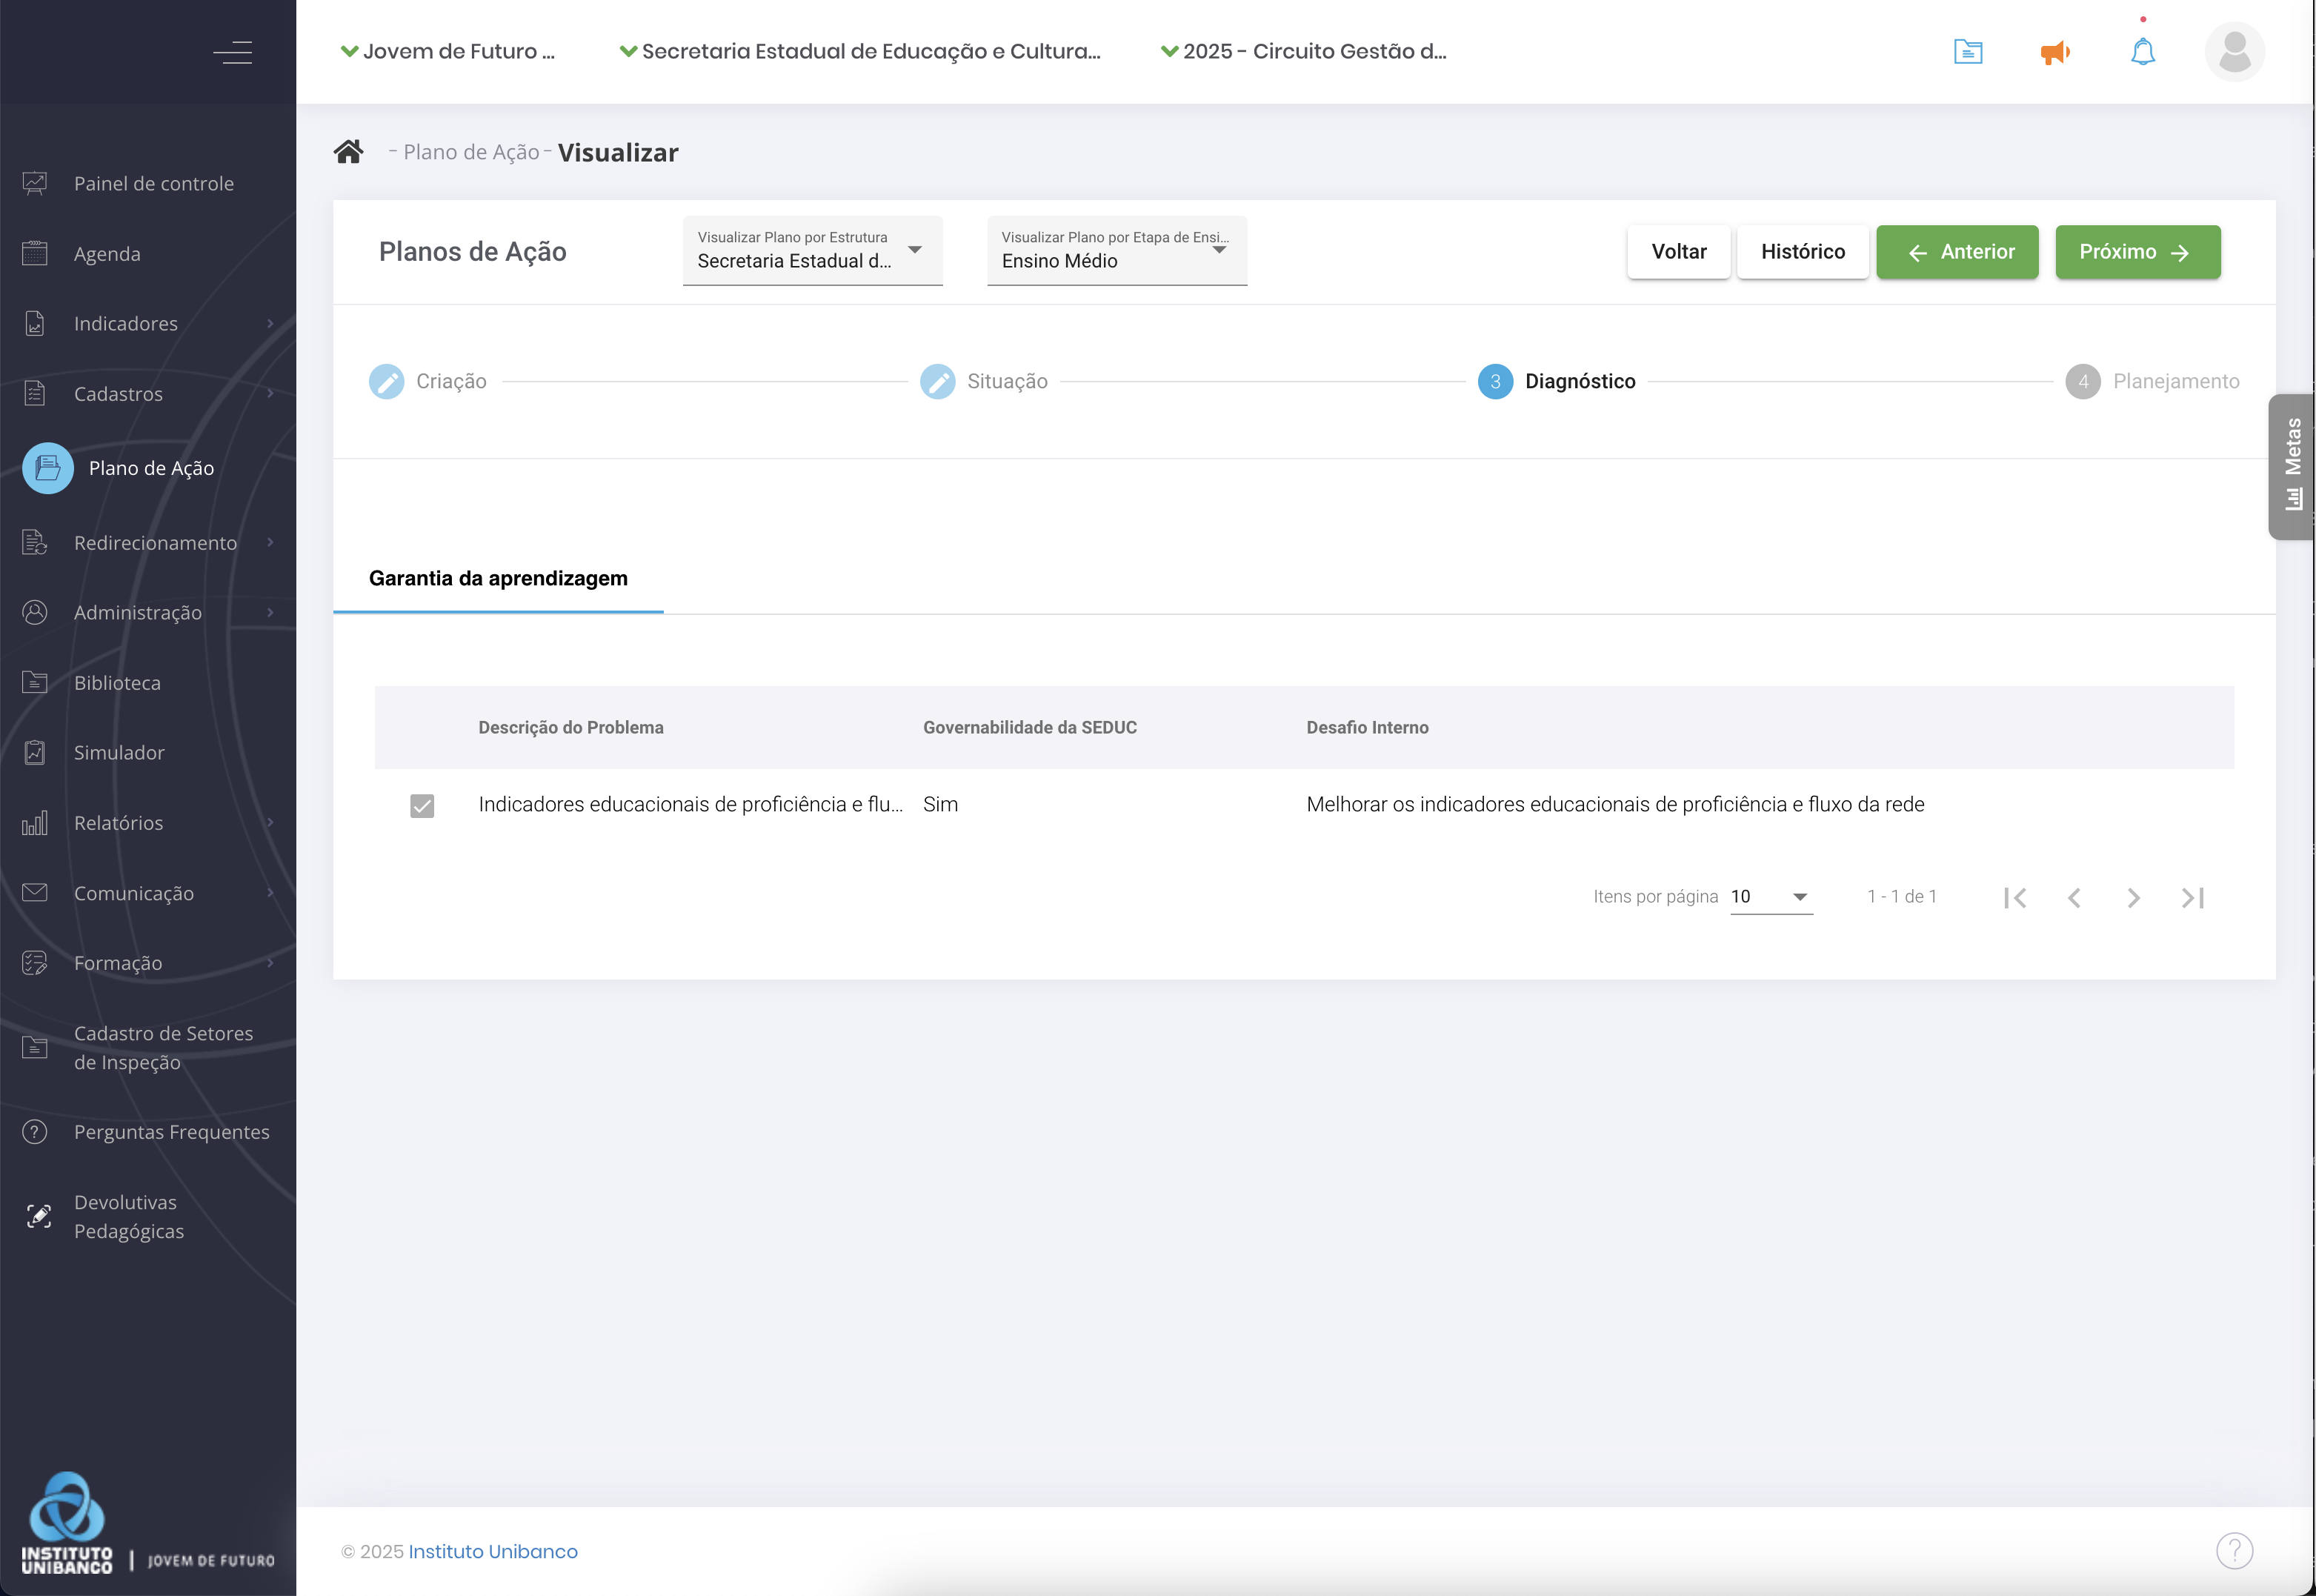 Jovem de Futuro ...
Secretaria Estadual de Educação e Cultura...
2025 - Circuito Gestão d...
- Plano de Ação - Visualizar
Painel de controle
Agenda
Indicadores
Cadastros
Plano de Ação
Redirecionamento
Administração
Biblioteca
Simulador
Relatórios
Comunicação
Formação
Cadastro de Setores
de Inspeção
Perguntas Frequentes
Devolutivas
Pedagógicas
INSTITUTO
UNIBANCO | JOVEM DE FUTURO
Planos de Ação
Visualizar Plano por Estrutura
Secretaria Estadual d...
Visualizar Plano por Etapa de Ensi...
Ensino Médio
Voltar
Histórico
Anterior
Próximo
Criação
Situação
3 Diagnóstico
4 Planejamento
Metas
Garantia da aprendizagem
Descrição do Problema Governabilidade da SEDUC Desafio Interno
Indicadores educacionais de proficiência e flu... Sim Melhorar os indicadores educacionais de proficiência e fluxo da rede
Itens por página 10 1 - 1 de 1
© 2025 Instituto Unibanco
?